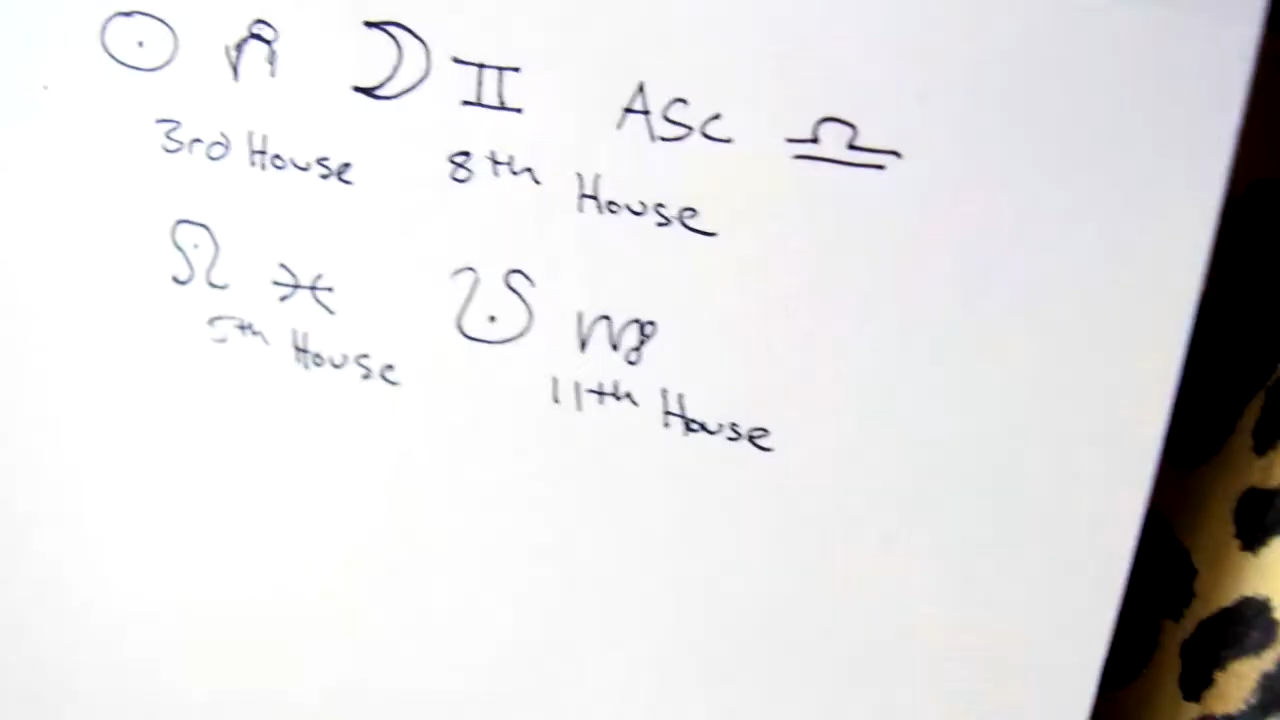 ☉ ♐ ☽ ♊ ASC ♎
3rd House 8th House
☊ ♓ ☋ ♍
5th House 11th House